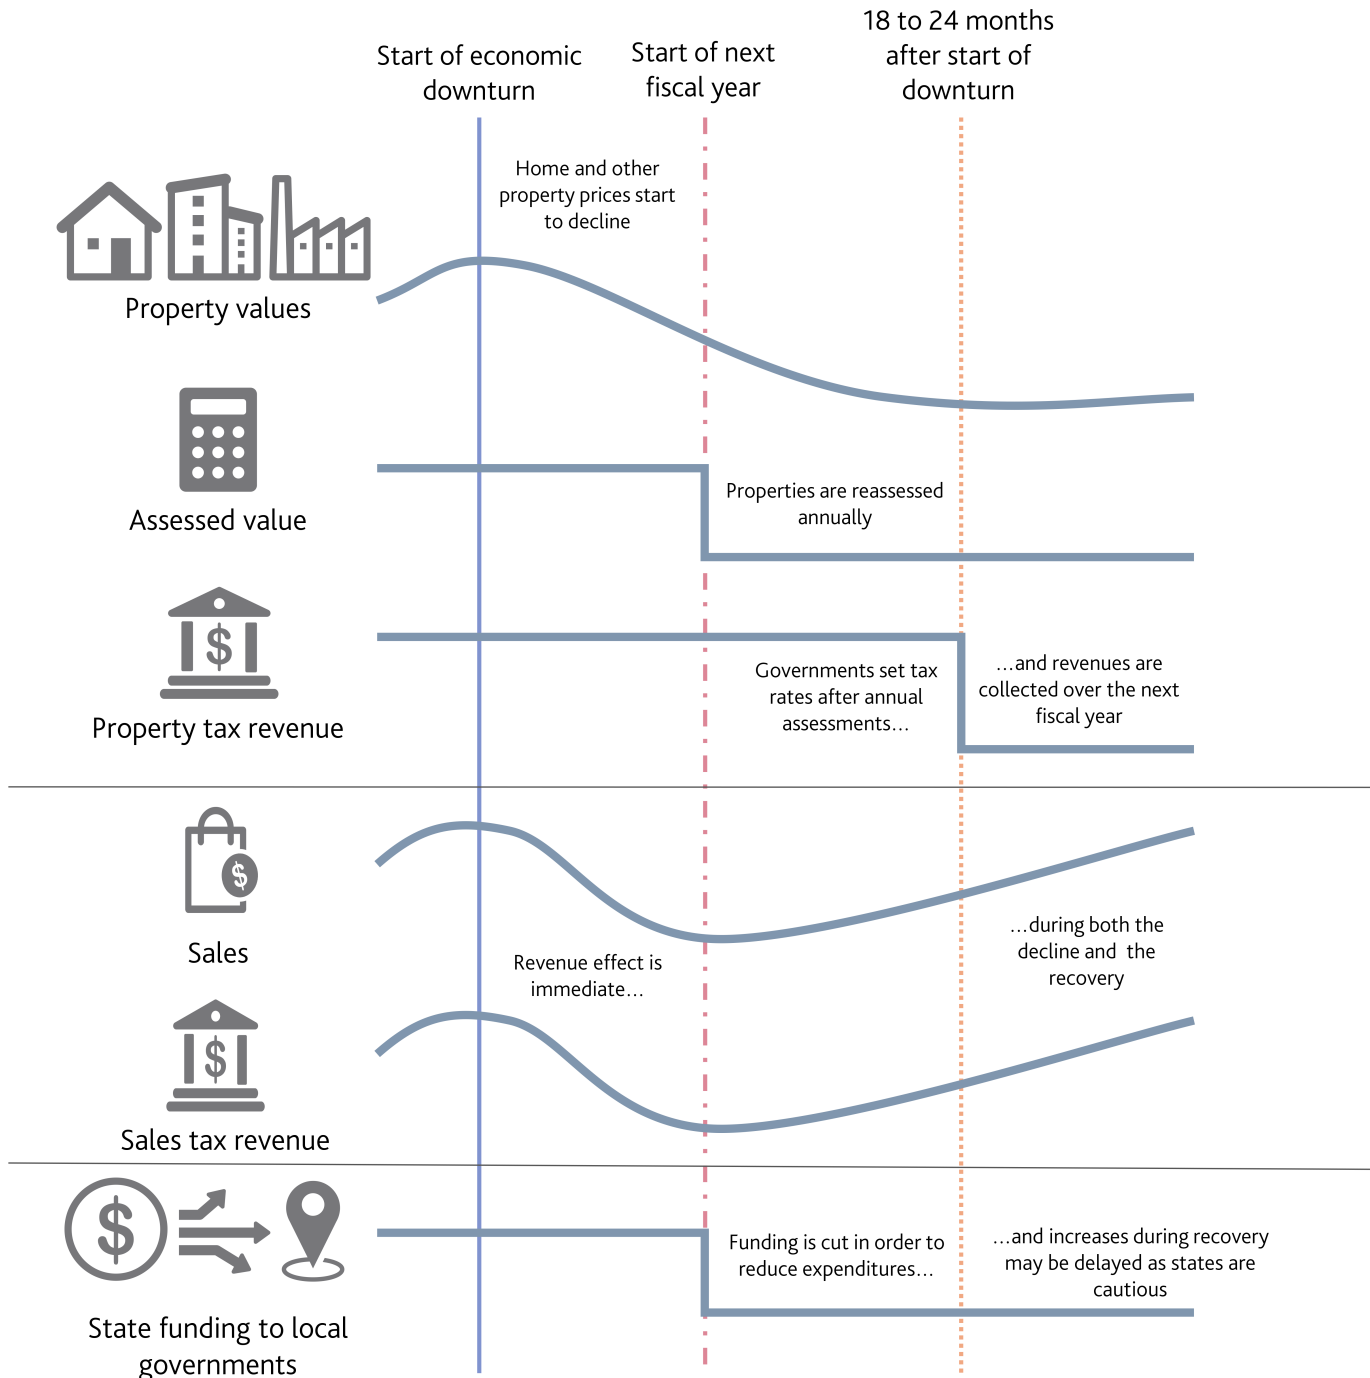 Start of economic
downturn
Start of next
fiscal year
18 to 24 months
after start of
downturn
Home and other
property prices start
to decline
Property values
Assessed value
Properties are reassessed
annually
$
Property tax revenue
Governments set tax
rates after annual
assessments…
…and revenues are
collected over the next
fiscal year
$
Sales
Revenue effect is
immediate…
…during both the
decline and  the
recovery
$
Sales tax revenue
$
State funding to local
governments
Funding is cut in order to
reduce expenditures…
…and increases during recovery
may be delayed as states are
cautious